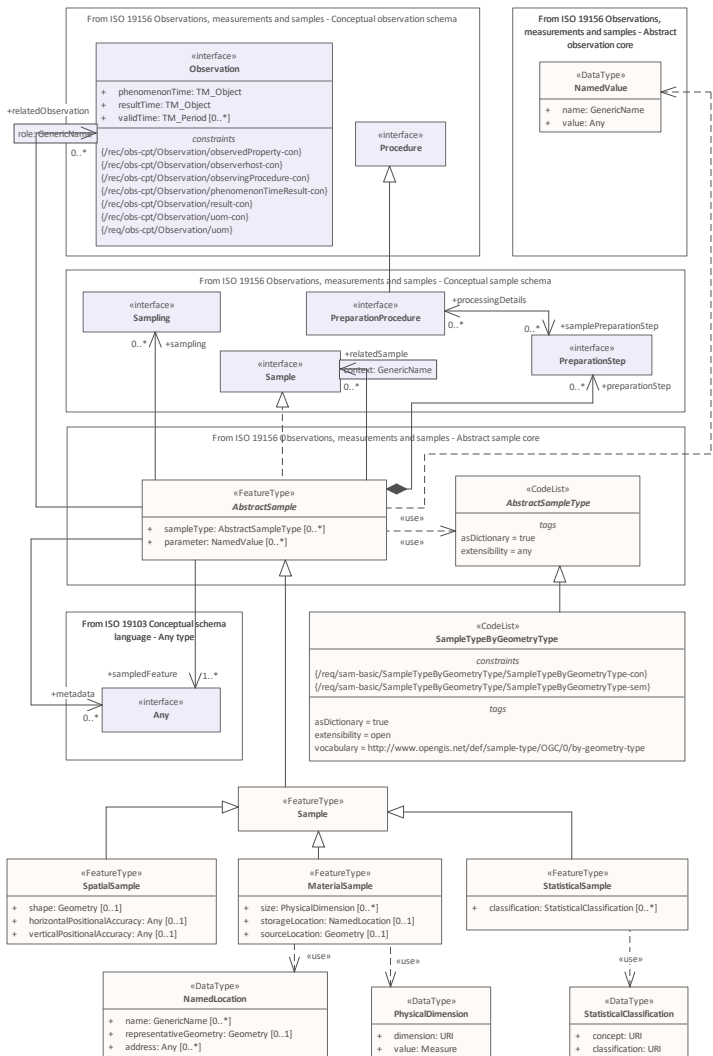 From ISO 19156 Observations, measurements and samples - Conceptual observation schema
«interface»
Observation
+ phenomenonTime: TM_Object
+ resultTime: TM_Object
+ validTime: TM_Period [0..*]
constraints
{/rec/obs-cpt/Observation/observedProperty-con}
{/rec/obs-cpt/Observation/observerhost-con}
{/rec/obs-cpt/Observation/observingProcedure-con}
{/rec/obs-cpt/Observation/phenomenonTimeResult-con}
{/rec/obs-cpt/Observation/result-con}
{/rec/obs-cpt/Observation/uom-con}
{/req/obs-cpt/Observation/uom}
+relatedObservation
role: GenericName
0..*
«interface»
Procedure
From ISO 19156 Observations,
measurements and samples - Abstract
observation core
«DataType»
NamedValue
+ name: GenericName
+ value: Any
From ISO 19156 Observations, measurements and samples - Conceptual sample schema
«interface»
Sampling
0..* +sampling
«interface»
PreparationProcedure
+processingDetails
0..*
0..* +samplePreparationStep
«interface»
PreparationStep
0..* +preparationStep
«interface»
Sample
+relatedSample
context: GenericName
0..*
From ISO 19156 Observations, measurements and samples - Abstract sample core
«FeatureType»
AbstractSample
+ sampleType: AbstractSampleType [0..*]
+ parameter: NamedValue [0..*]
«use»
«use»
«CodeList»
AbstractSampleType
tags
asDictionary = true
extensibility = any
From ISO 19103 Conceptual schema
language - Any type
+sampledFeature 1..*
+metadata
0..*
«interface»
Any
«CodeList»
SampleTypeByGeometryType
constraints
{/req/sam-basic/SampleTypeByGeometryType/SampleTypeByGeometryType-con}
{/req/sam-basic/SampleTypeByGeometryType/SampleTypeByGeometryType-sem}
tags
asDictionary = true
extensibility = open
vocabulary = http://www.opengis.net/def/sample-type/OGC/0/by-geometry-type
«FeatureType»
Sample
«FeatureType»
SpatialSample
+ shape: Geometry [0..1]
+ horizontalPositionalAccuracy: Any [0..1]
+ verticalPositionalAccuracy: Any [0..1]
«FeatureType»
MaterialSample
+ size: PhysicalDimension [0..*]
+ storageLocation: NamedLocation [0..1]
+ sourceLocation: Geometry [0..1]
«FeatureType»
StatisticalSample
+ classification: StatisticalClassification [0..*]
«use»
«use»
«use»
«DataType»
NamedLocation
+ name: GenericName [0..*]
+ representativeGeometry: Geometry [0..1]
+ address: Any [0..*]
«DataType»
PhysicalDimension
+ dimension: URI
+ value: Measure
«DataType»
StatisticalClassification
+ concept: URI
+ classification: URI